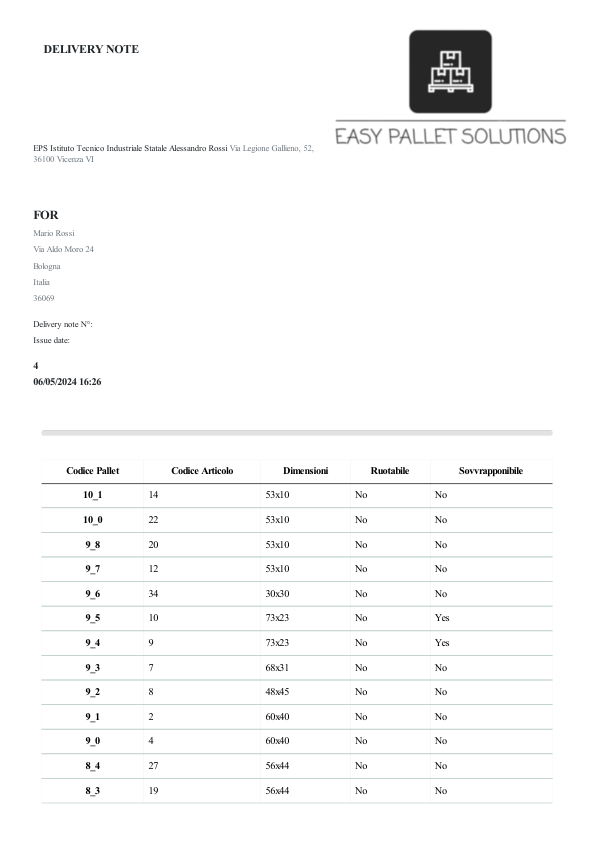 DELIVERY NOTE
EASY PALLET SOLUTIONS
EPS Istituto Tecnico Industriale Statale Alessandro Rossi Via Legione Gallieno, 52,
36100 Vicenza VI
FOR
Mario Rossi
Via Aldo Moro 24
Bologna
Italia
36069
Delivery note N°:
Issue date:
4
06/05/2024 16:26
Codice Pallet Codice Articolo Dimensioni Ruotabile Sovvrapponibile
10_1 14 53x10 No No
10_0 22 53x10 No No
9_8 20 53x10 No No
9_7 12 53x10 No No
9_6 34 30x30 No No
9_5 10 73x23 No Yes
9_4 9 73x23 No Yes
9_3 7 68x31 No No
9_2 8 48x45 No No
9_1 2 60x40 No No
9_0 4 60x40 No No
8_4 27 56x44 No No
8_3 19 56x44 No No